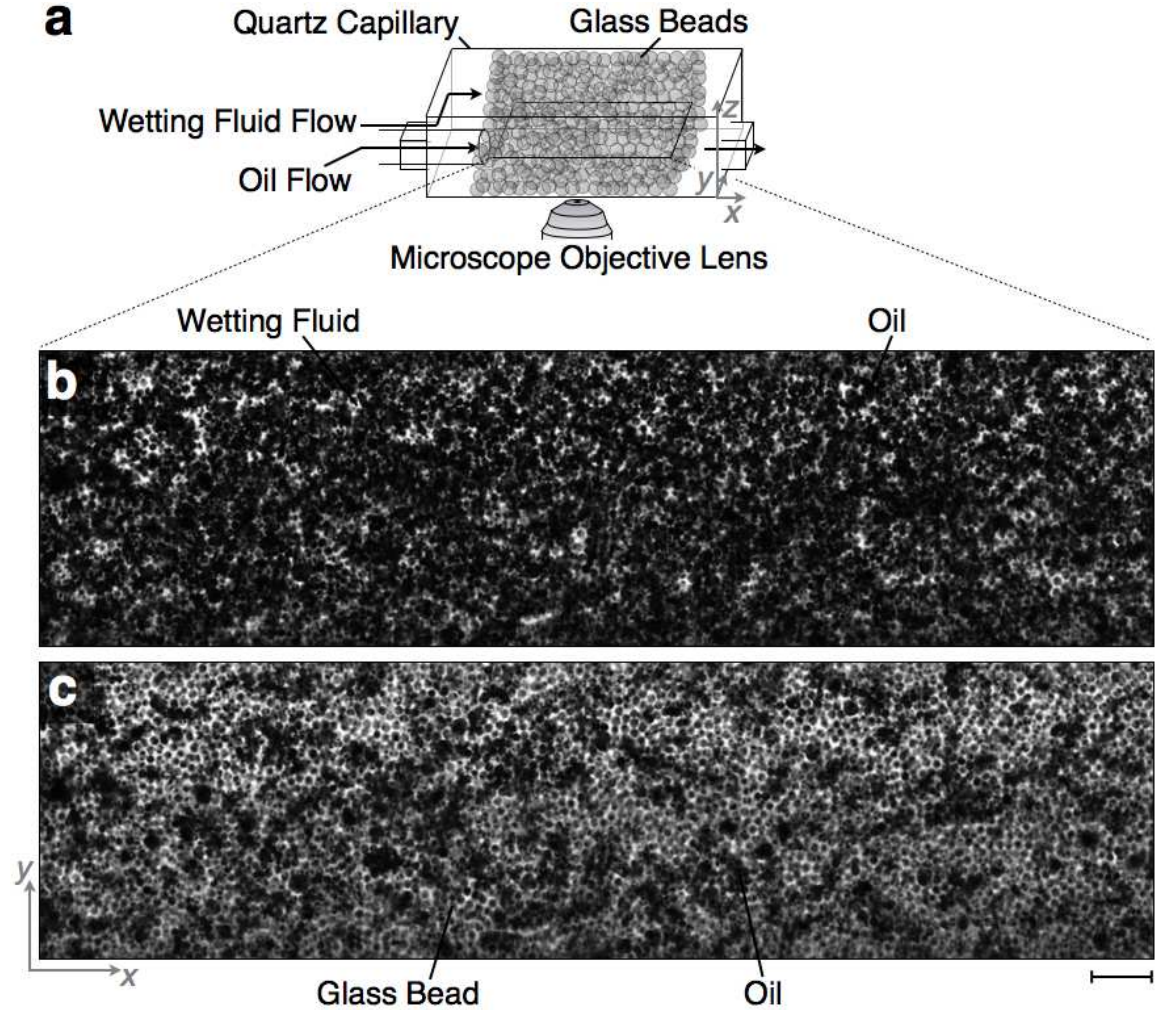 a
Quartz Capillary
Glass Beads
Wetting Fluid Flow
Oil Flow
z
y
x
Microscope Objective Lens
Wetting Fluid
Oil
b
c
y
x
Glass Bead
Oil